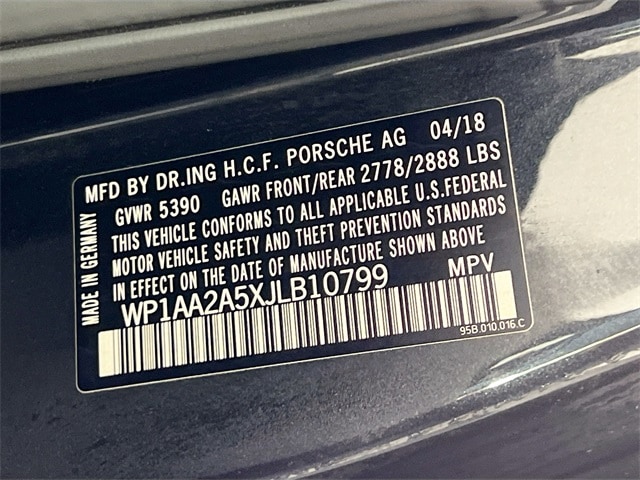 MFD BY DR.ING H.C.F. PORSCHE AG 04/18
GVWR 5390 GAWR FRONT/REAR 2778/2888 LBS
THIS VEHICLE CONFORMS TO ALL APPLICABLE U.S.FEDERAL
MOTOR VEHICLE SAFETY AND THEFT PREVENTION STANDARDS
IN EFFECT ON THE DATE OF MANUFACTURE SHOWN ABOVE
WP1AA2A5XJLB10799 MPV
95B.010.016.C
MADE IN GERMANY